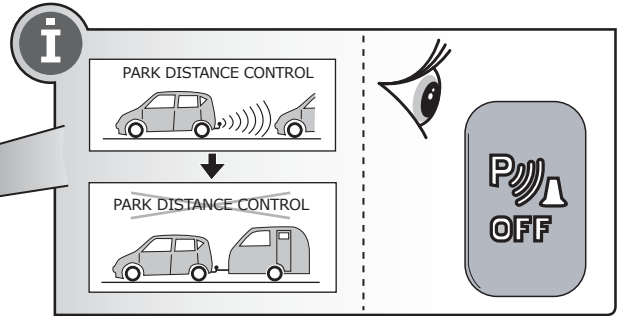 i
PARK DISTANCE CONTROL
PARK DISTANCE CONTROL
P
OFF